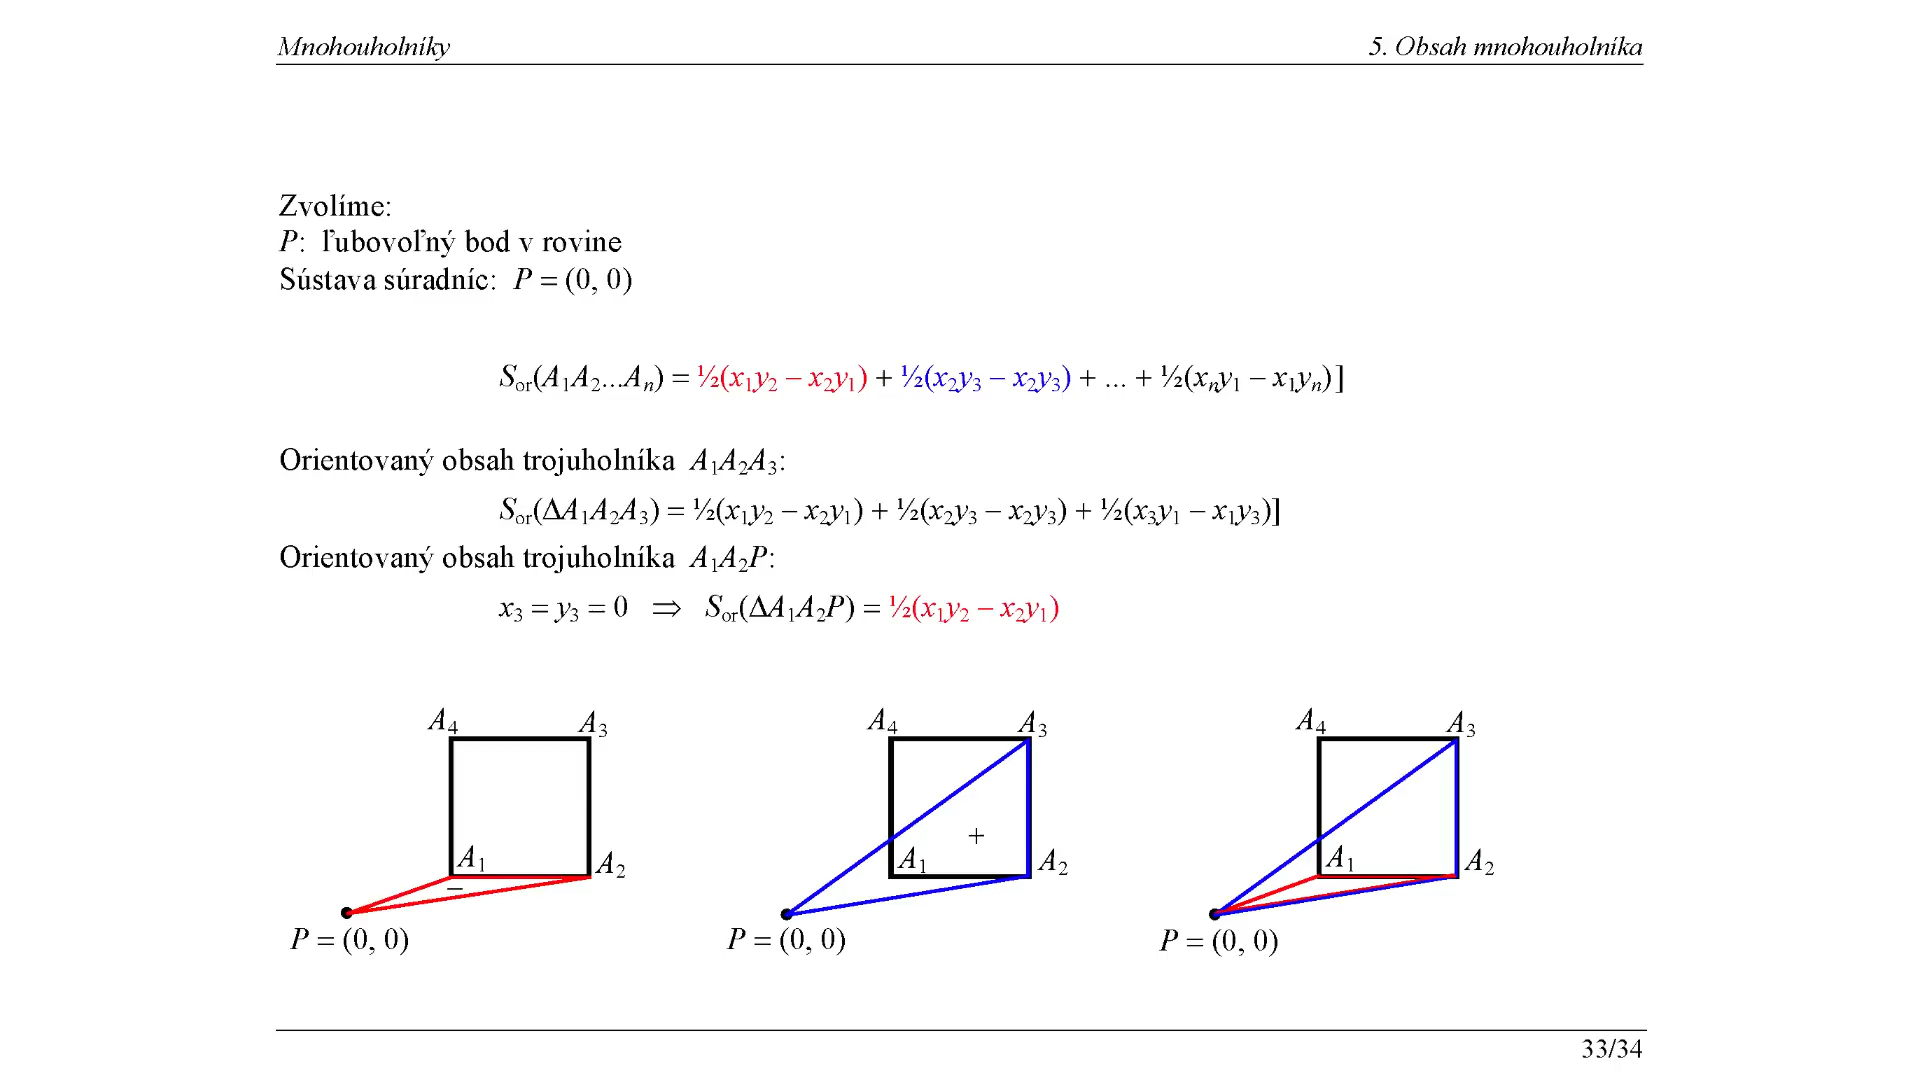 Mnohouholníky 5. Obsah mnohouholníka
Zvolíme:
P: ľubovoľný bod v rovine
Sústava súradníc: P = (0, 0)
Sor(A1A2...An) = ½(x1y2 – x2y1) + ½(x2y3 – x2y3) + ... + ½(xny1 – x1yn)]
Orientovaný obsah trojuholníka A1A2A3:
Sor(ΔA1A2A3) = ½(x1y2 – x2y1) + ½(x2y3 – x2y3) + ½(x3y1 – x1y3)]
Orientovaný obsah trojuholníka A1A2P:
x3 = y3 = 0 ⇒ Sor(ΔA1A2P) = ½(x1y2 – x2y1)
A4 A3 A4 A3 A4 A3
+
A1 A2 A1 A2 A1 A2
–
P = (0, 0) P = (0, 0) P = (0, 0)
33/34